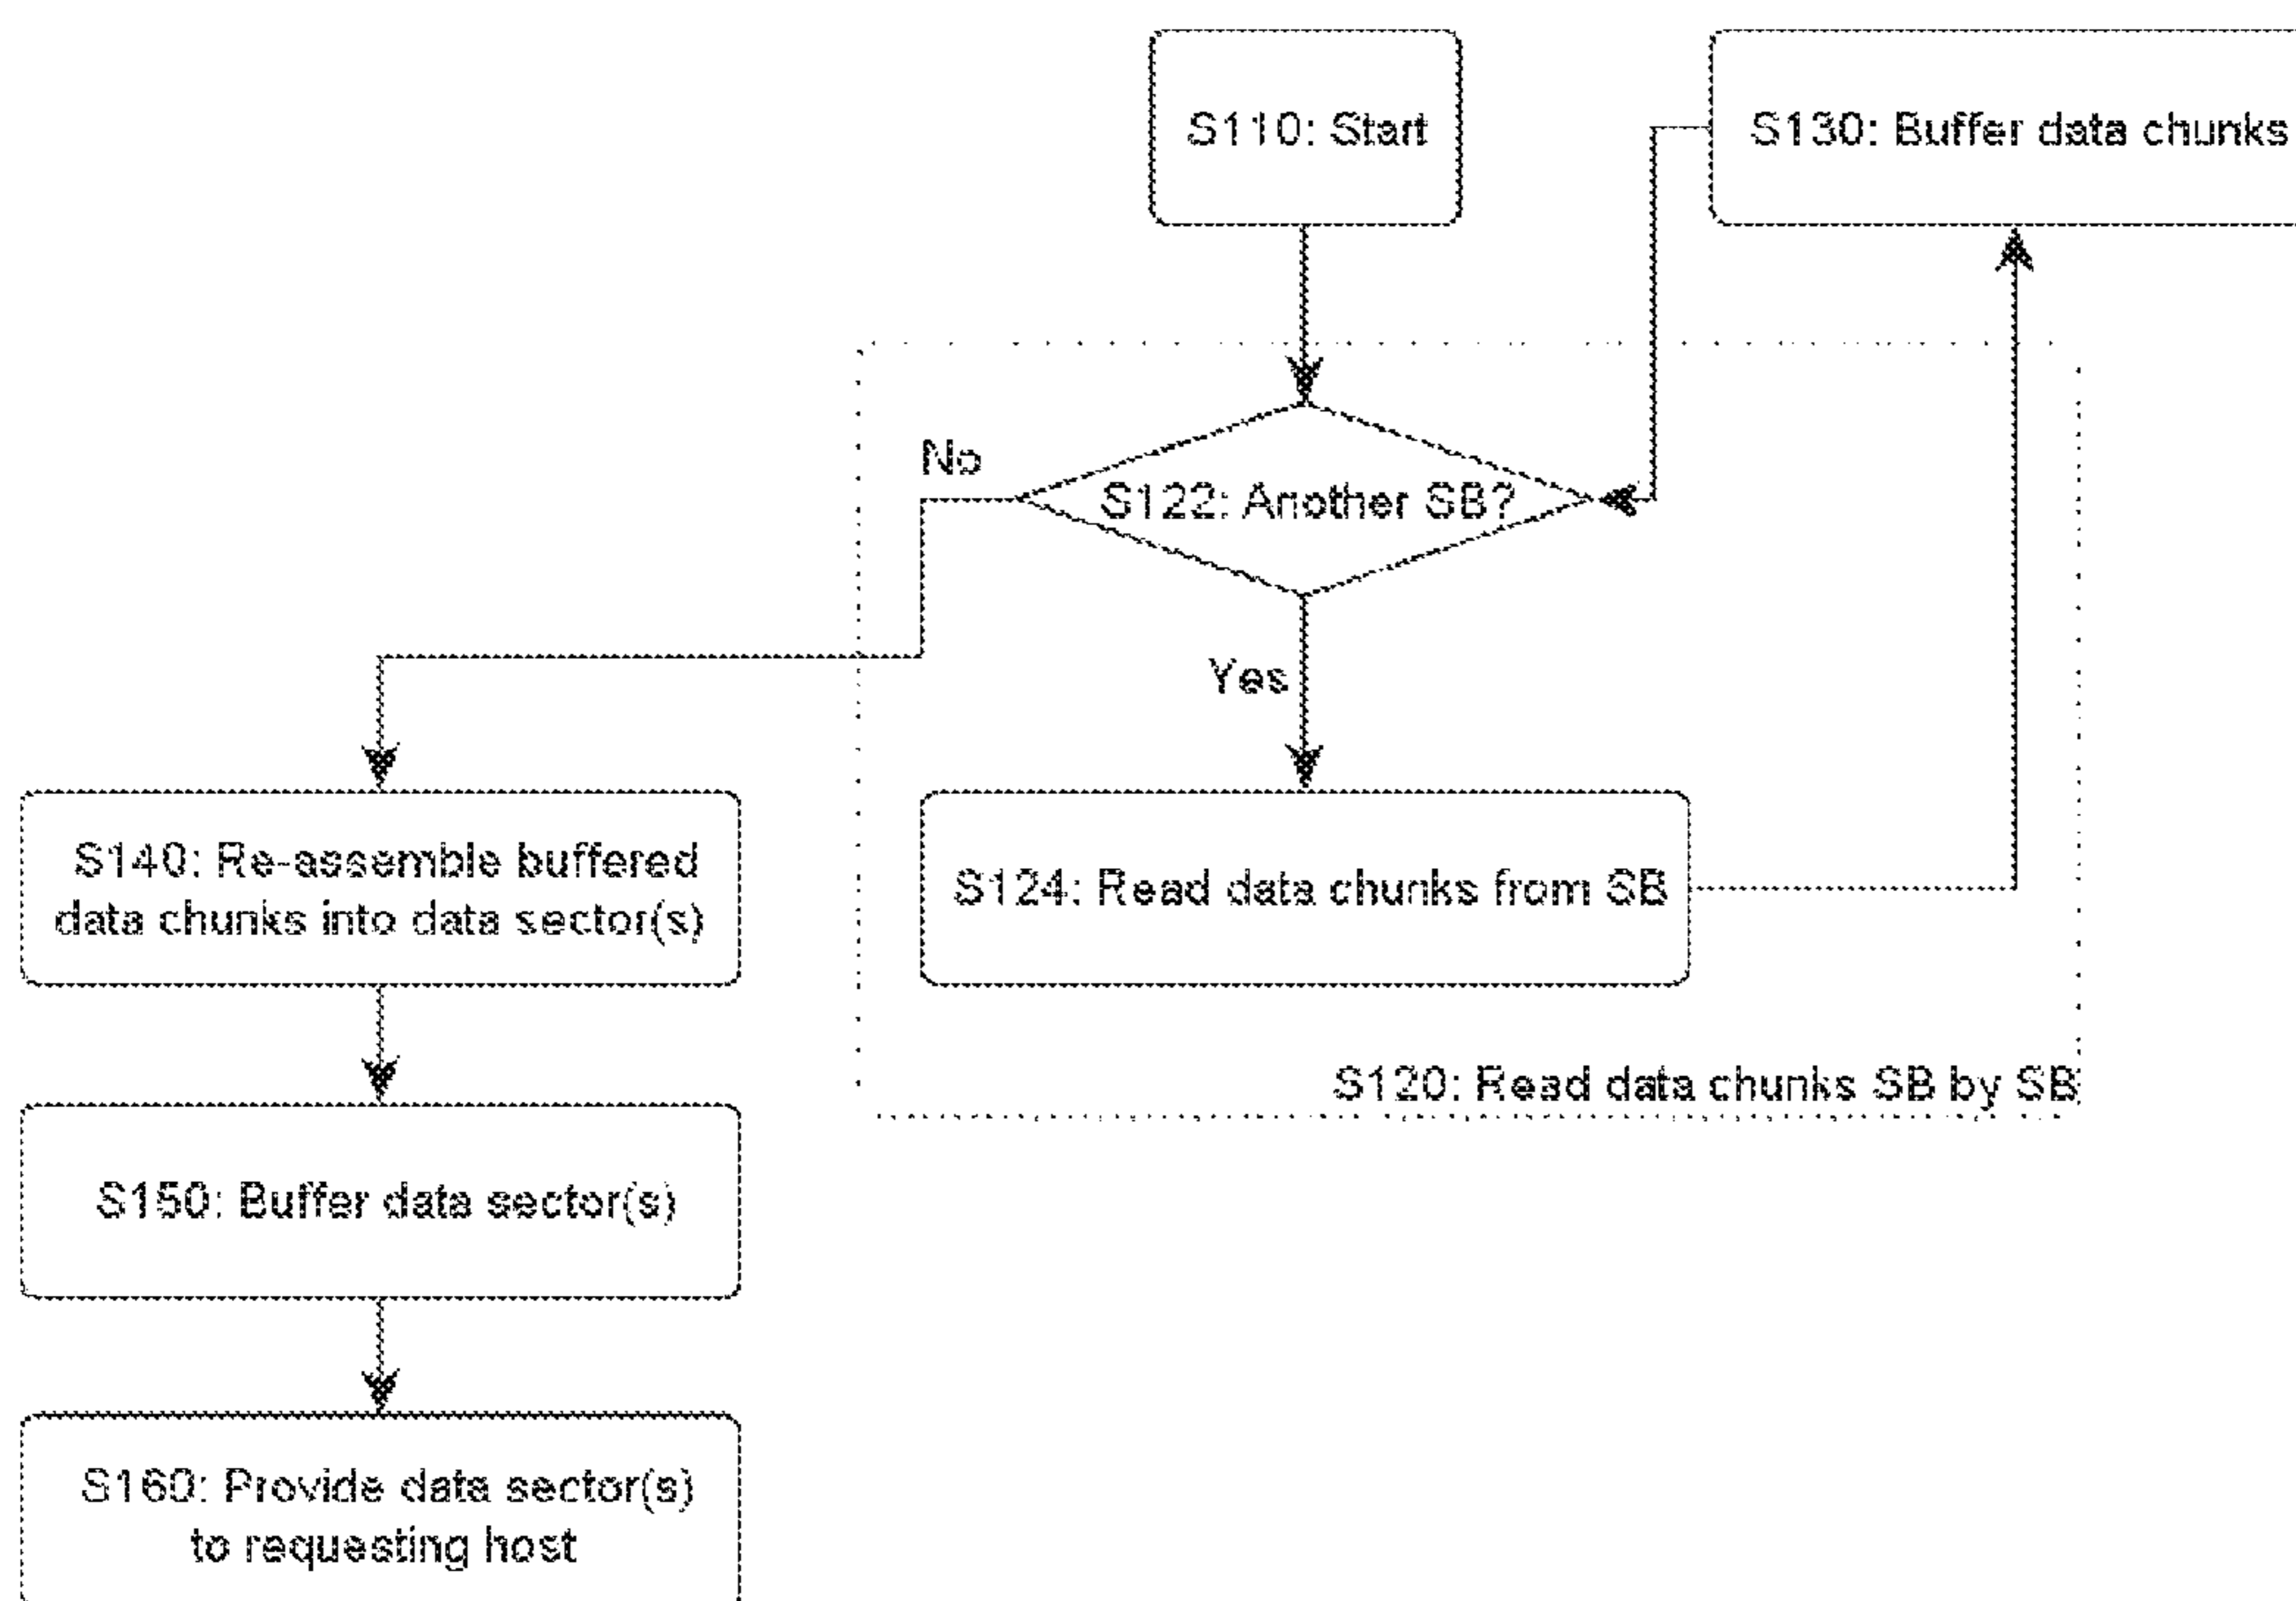 S110: Start
S130: Buffer data chunks
No
S122: Another SB?
Yes
S140: Re-assemble buffered
data chunks into data sector(s)
S124: Read data chunks from SB
S120: Read data chunks SB by SB
S150: Buffer data sector(s)
S160: Provide data sector(s)
to requesting host